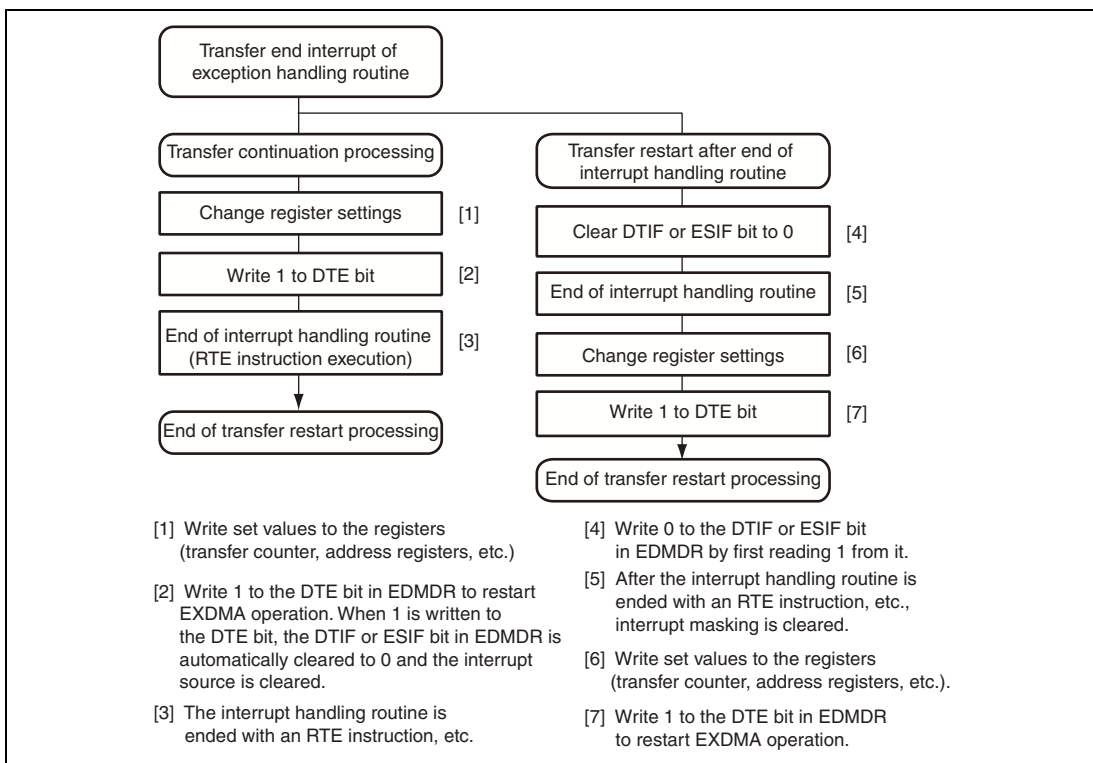 Transfer end interrupt of
exception handling routine
Transfer continuation processing
Change register settings [1]
Write 1 to DTE bit [2]
End of interrupt handling routine
(RTE instruction execution) [3]
End of transfer restart processing
Transfer restart after end of
interrupt handling routine
Clear DTIF or ESIF bit to 0 [4]
End of interrupt handling routine [5]
Change register settings [6]
Write 1 to DTE bit [7]
End of transfer restart processing
[1] Write set values to the registers
(transfer counter, address registers, etc.)
[2] Write 1 to the DTE bit in EDMDR to restart
EXDMA operation. When 1 is written to
the DTE bit, the DTIF or ESIF bit in EDMDR is
automatically cleared to 0 and the interrupt
source is cleared.
[3] The interrupt handling routine is
ended with an RTE instruction, etc.
[4] Write 0 to the DTIF or ESIF bit
in EDMDR by first reading 1 from it.
[5] After the interrupt handling routine is
ended with an RTE instruction, etc.,
interrupt masking is cleared.
[6] Write set values to the registers
(transfer counter, address registers, etc.).
[7] Write 1 to the DTE bit in EDMDR
to restart EXDMA operation.